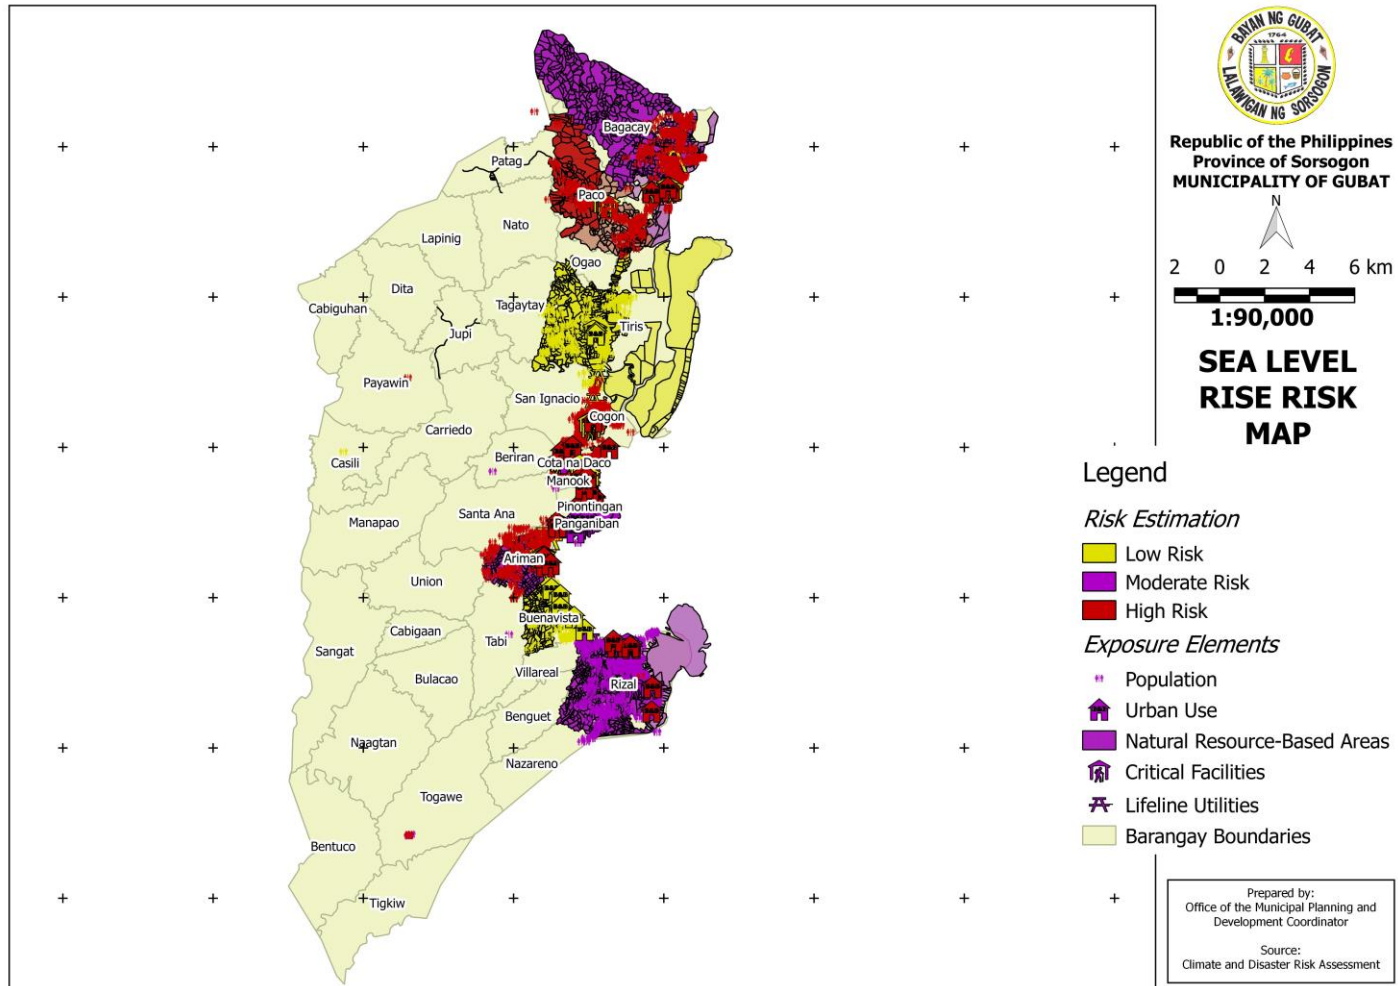 BAYAN NG GUBAT
1764
LALAWIGAN NG SORSOGON
Republic of the Philippines
Province of Sorsogon
MUNICIPALITY OF GUBAT
N
2 0 2 4 6 km
1:90,000
SEA LEVEL
RISE RISK
MAP
Legend
Risk Estimation
Low Risk
Moderate Risk
High Risk
Exposure Elements
Population
Urban Use
Natural Resource-Based Areas
Critical Facilities
Lifeline Utilities
Barangay Boundaries
Prepared by:
Office of the Municipal Planning and
Development Coordinator
Source:
Climate and Disaster Risk Assessment
Bagacay
Patag
Paco
Nato
Lapinig
Ogao
Dita
Cabiguhan
Tagaytay
Tiris
Jupi
Payawin
San Ignacio
Cogon
Carriedo
Beriran
Casili
Cota na Daco
Manook
Pinontingan
Santa Ana
Manapao
Panganiban
Ariman
Union
Buenavista
Cabigaan
Tabi
Sangat
Villareal
Bulacao
Rizal
Benguet
Naagtan
Nazareno
Togawe
Bentuco
Tigkiw